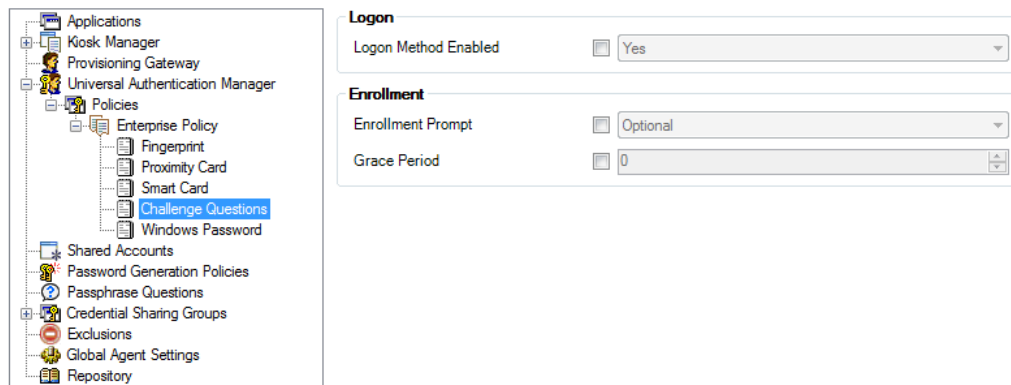 Applications
Kiosk Manager
Provisioning Gateway
Universal Authentication Manager
Policies
Enterprise Policy
Fingerprint
Proximity Card
Smart Card
Challenge Questions
Windows Password
Shared Accounts
Password Generation Policies
Passphrase Questions
Credential Sharing Groups
Exclusions
Global Agent Settings
Repository
Logon
Logon Method Enabled Yes
Enrollment
Enrollment Prompt Optional
Grace Period 0